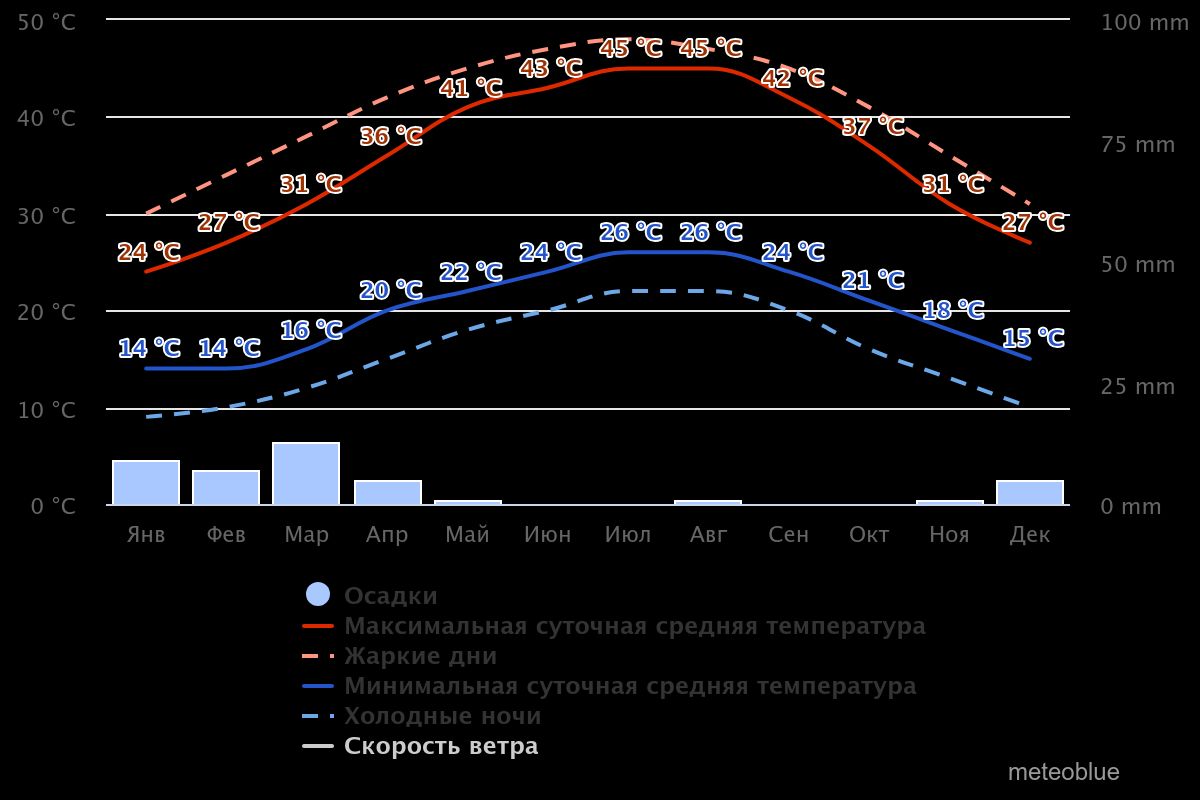 50 °C
100 mm
45 °C 45 °C
43 °C
42 °C
41 °C
40 °C
36 °C
37 °C
75 mm
31 °C
31 °C
30 °C
27 °C
27 °C
24 °C
26 °C 26 °C
24 °C
24 °C
50 mm
22 °C
21 °C
20 °C
20 °C
18 °C
16 °C
15 °C
14 °C 14 °C
25 mm
10 °C
0 °C
0 mm
Янв Фев Мар Апр Май Июн Июл Авг Сен Окт Ноя Дек
Осадки
Максимальная суточная средняя температура
Жаркие дни
Минимальная суточная средняя температура
Холодные ночи
Скорость ветра
meteoblue